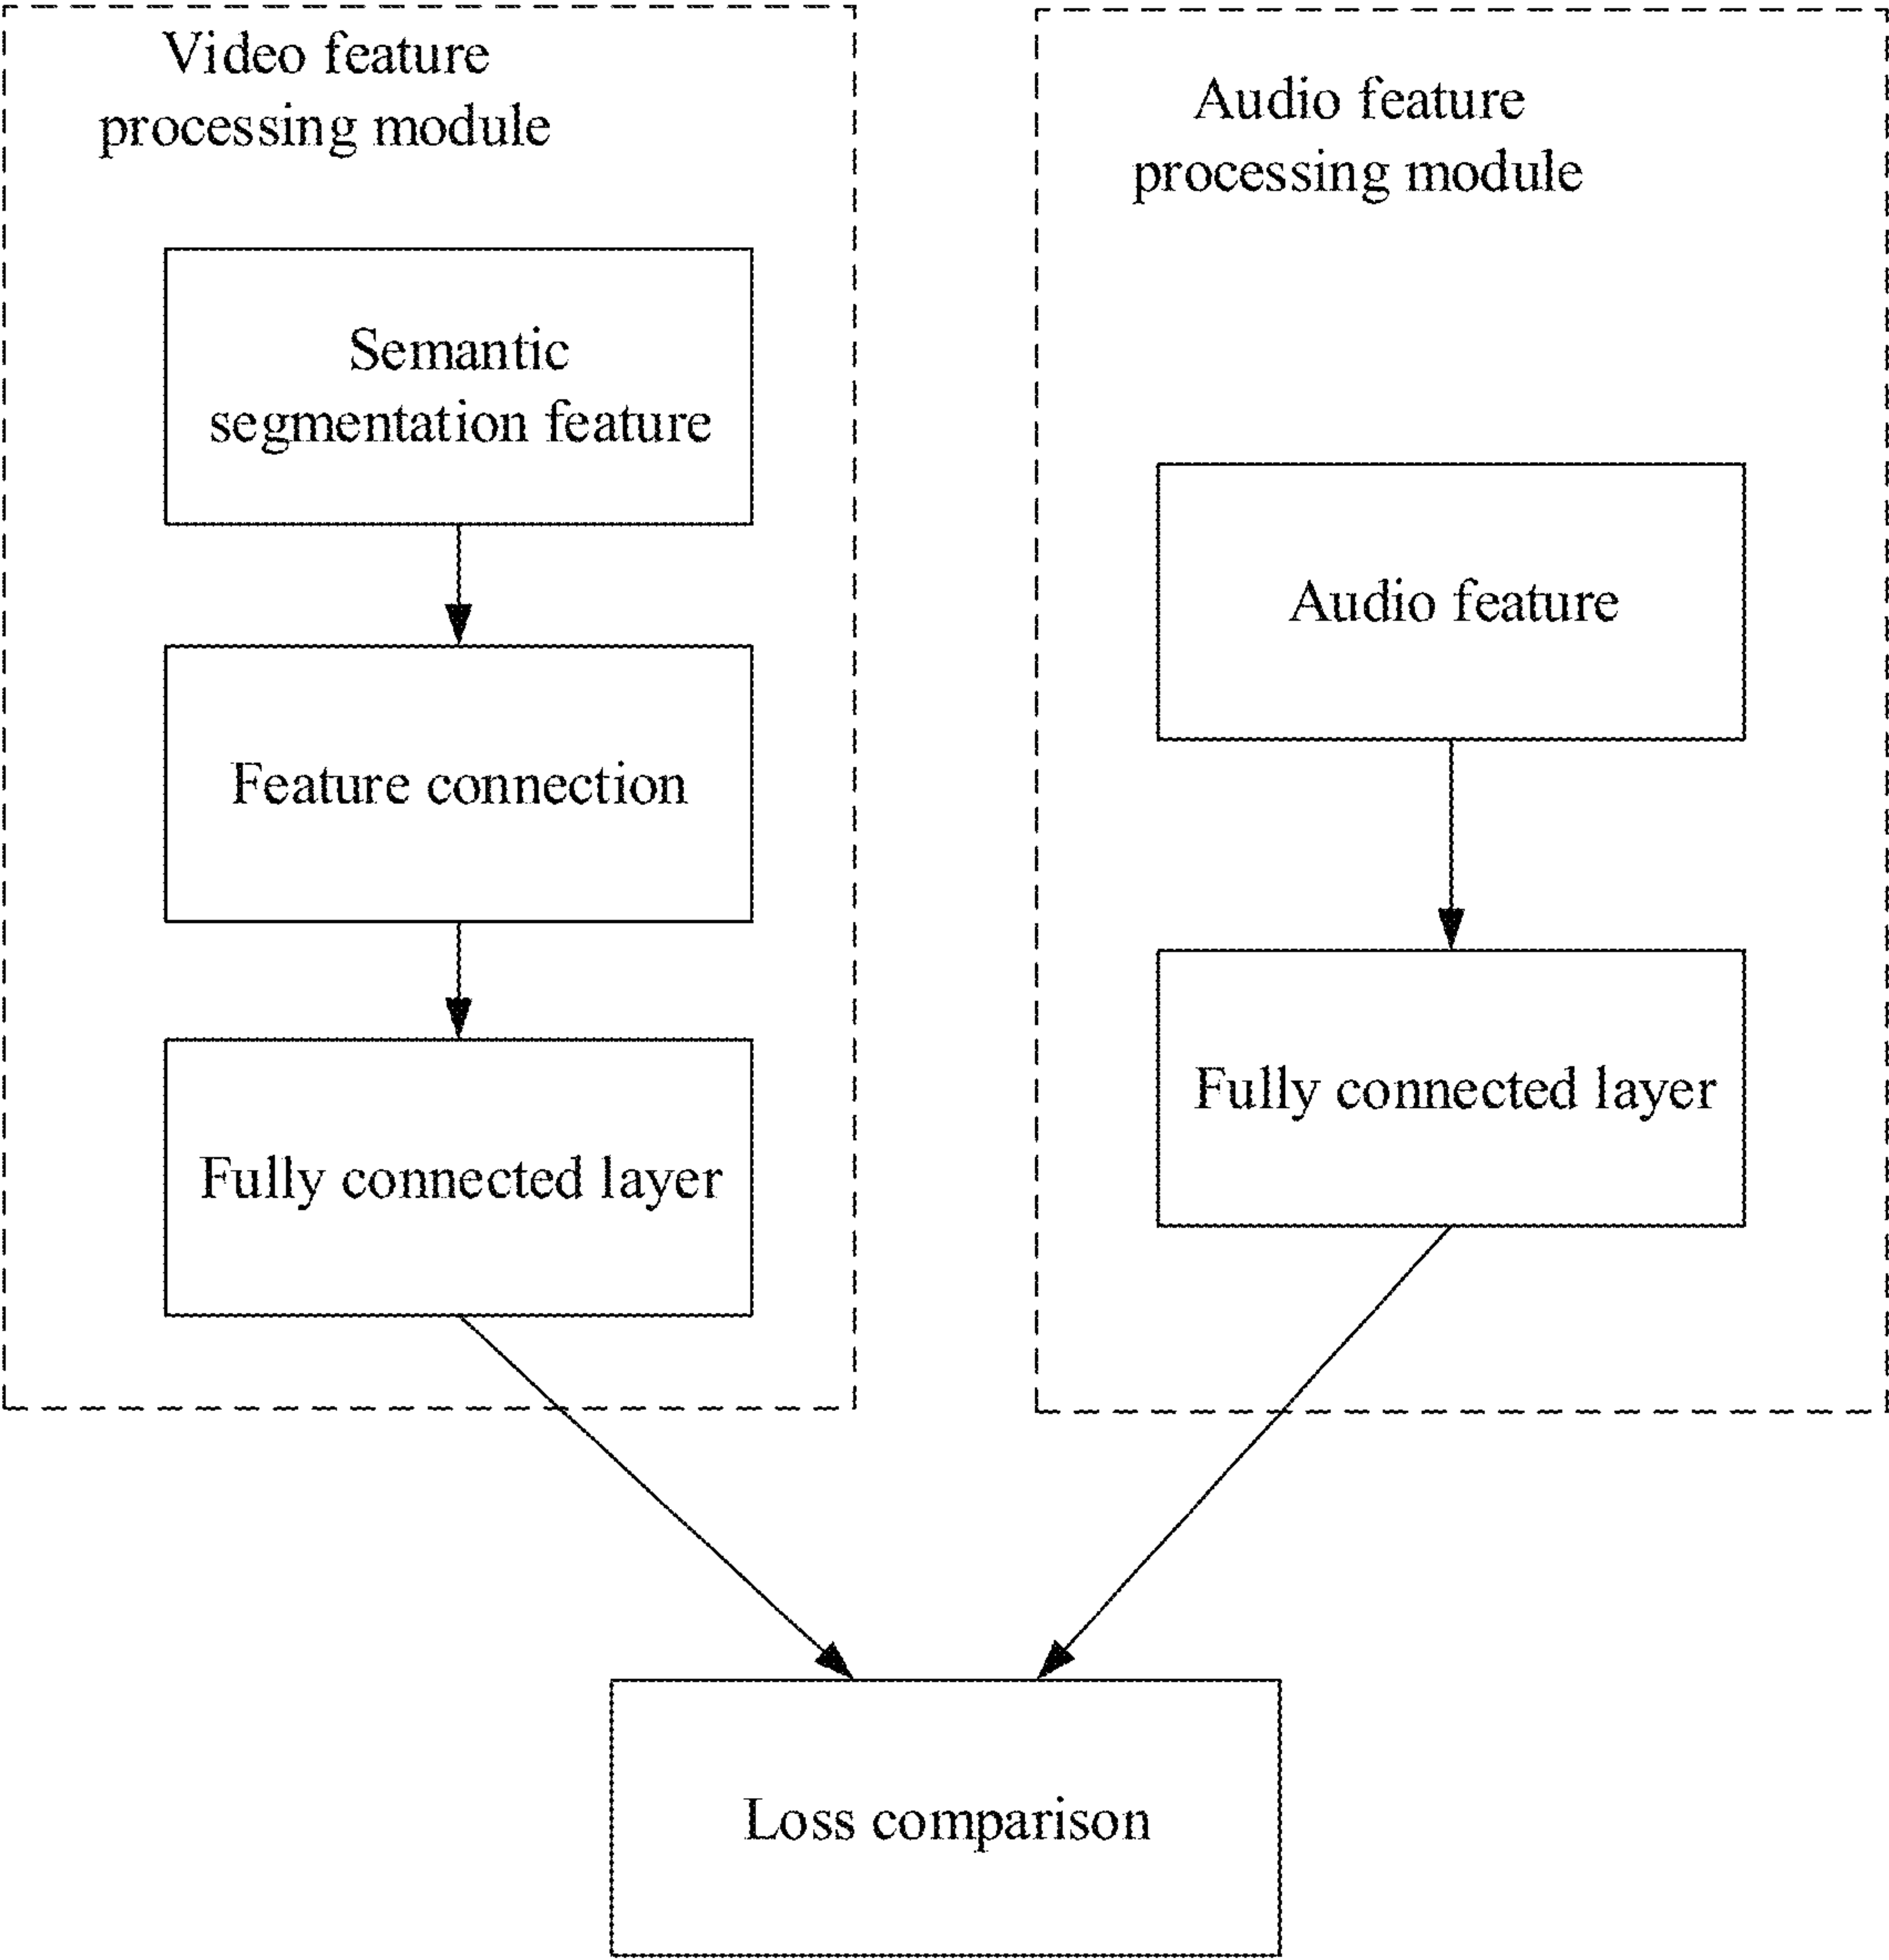 Video feature
processing module
Semantic
segmentation feature
Feature connection
Fully connected layer
Audio feature
processing module
Audio feature
Fully connected layer
Loss comparison